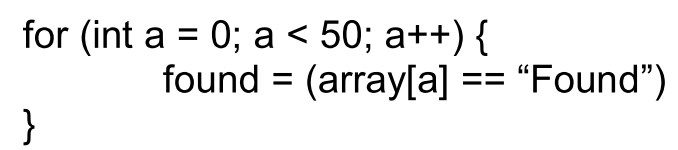 for (int a = 0; a < 50; a++) {
found = (array[a] == “Found”)
}